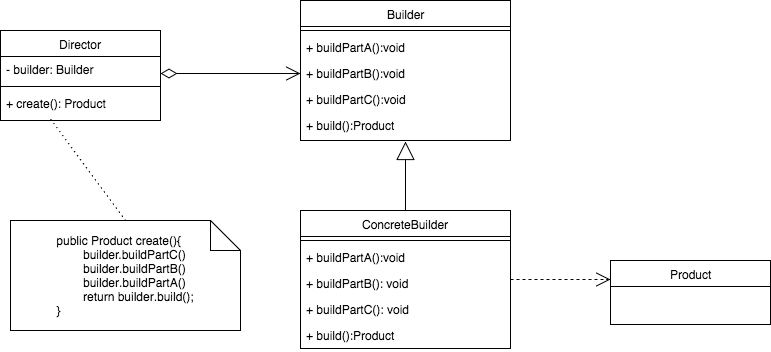 Director
- builder: Builder
+ create(): Product
Builder
+ buildPartA():void
+ buildPartB():void
+ buildPartC():void
+ build():Product
public Product create(){
builder.buildPartC()
builder.buildPartB()
builder.buildPartA()
return builder.build();
}
ConcreteBuilder
+ buildPartA():void
+ buildPartB(): void
+ buildPartC(): void
+ build():Product
Product